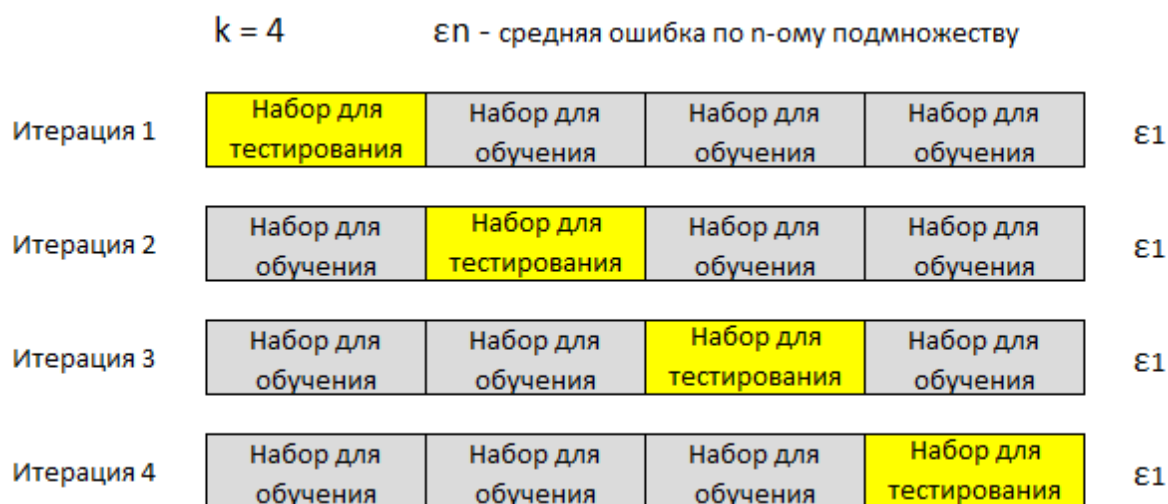 k = 4 εn - средняя ошибка по n-ому подмножеству
Итерация 1 Набор для тестирования Набор для обучения Набор для обучения Набор для обучения ε1
Итерация 2 Набор для обучения Набор для тестирования Набор для обучения Набор для обучения ε1
Итерация 3 Набор для обучения Набор для обучения Набор для тестирования Набор для обучения ε1
Итерация 4 Набор для обучения Набор для обучения Набор для обучения Набор для тестирования ε1